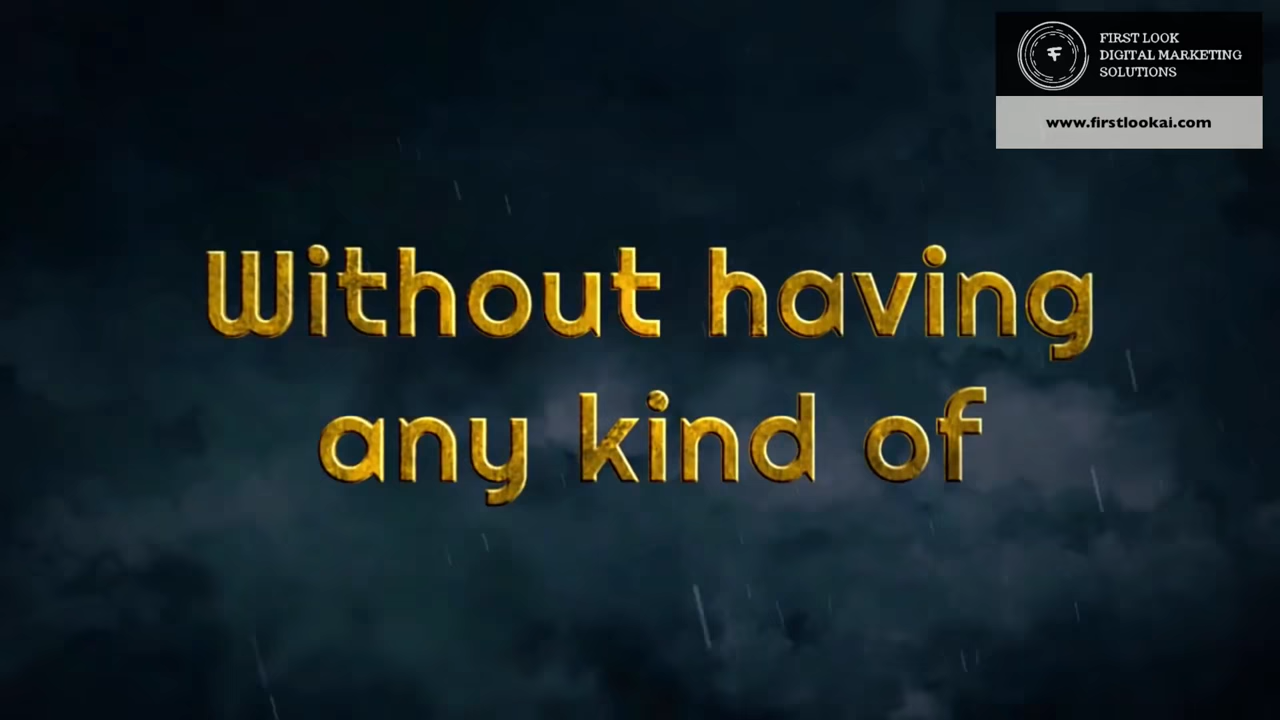 FIRST LOOK
DIGITAL MARKETING
SOLUTIONS
www.firstlookai.com
Without having
any kind of